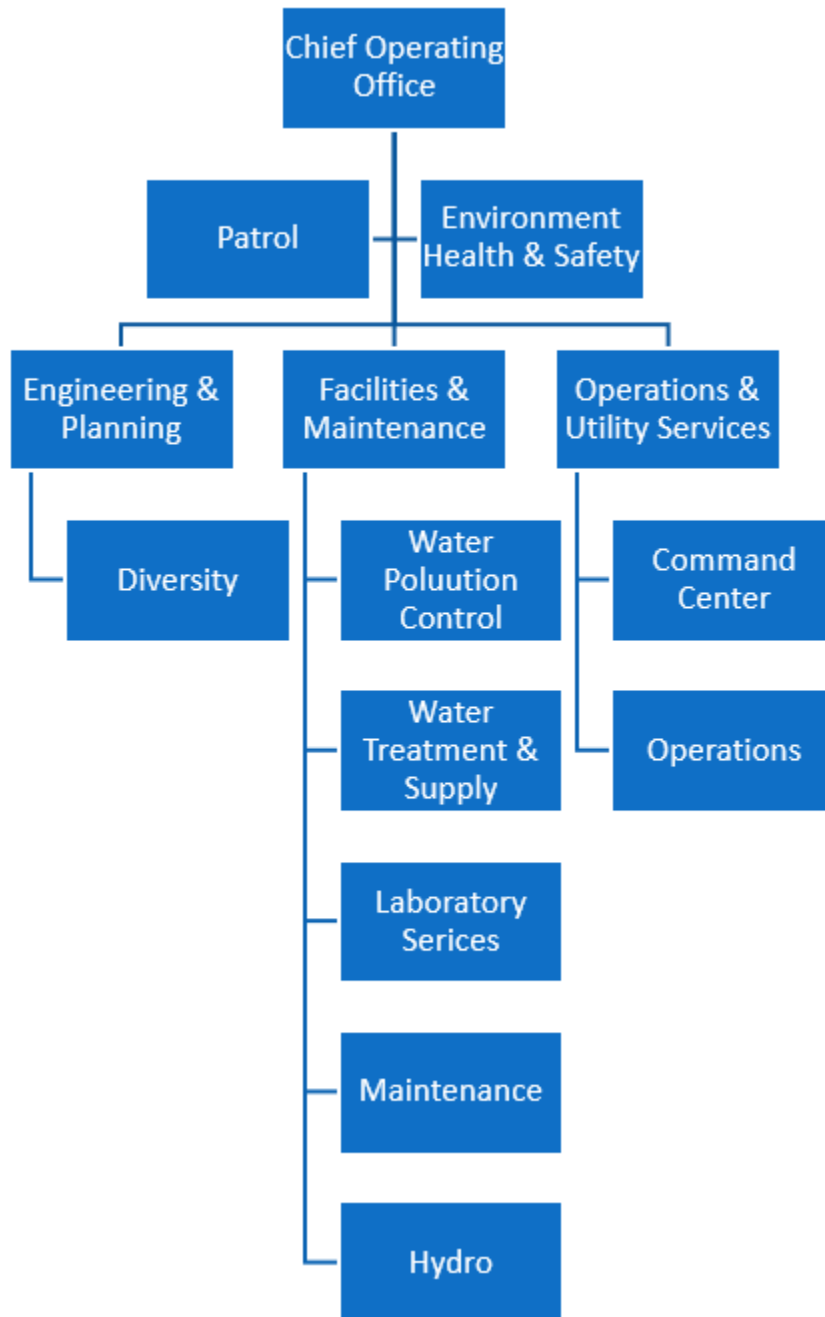 Chief Operating
Office
Patrol
Environment
Health & Safety
Engineering &
Planning
Facilities &
Maintenance
Operations &
Utility Services
Diversity
Water
Poluution
Control
Command
Center
Water
Treatment &
Supply
Operations
Laboratory
Serices
Maintenance
Hydro